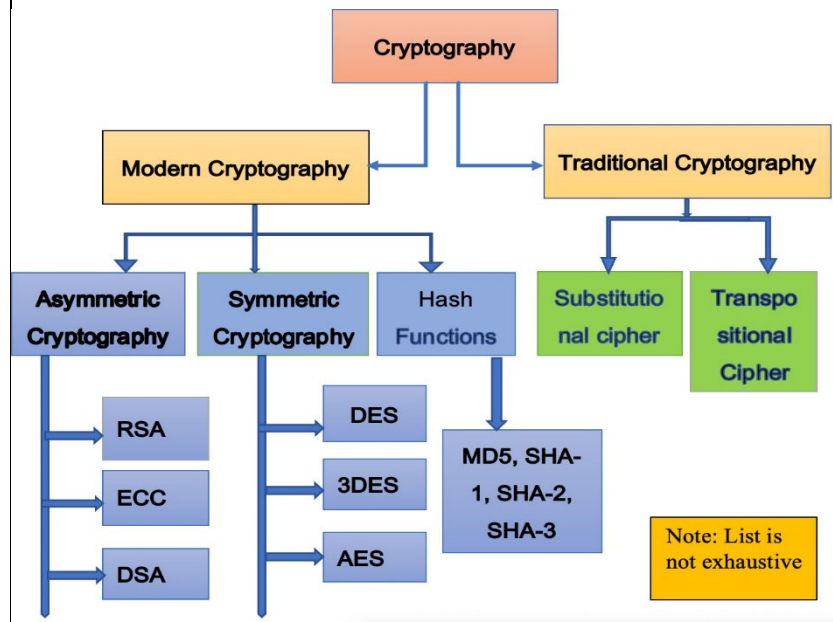 Cryptography
Modern Cryptography
Traditional Cryptography
Asymmetric
Cryptography
Symmetric
Cryptography
Hash
Functions
Substitutio
nal cipher
Transpo
sitional
Cipher
RSA
ECC
DSA
DES
3DES
AES
MD5, SHA-
1, SHA-2,
SHA-3
Note: List is
not exhaustive